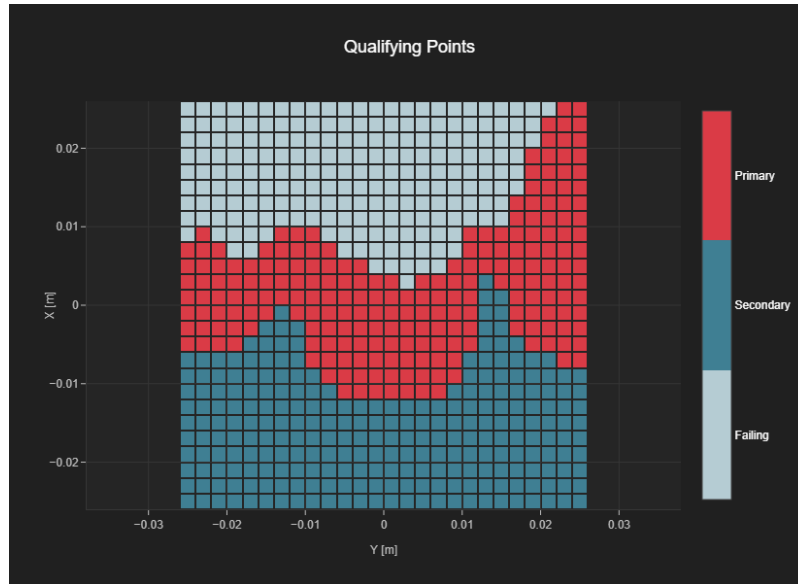 Qualifying Points
0.02
0.01
0
−0.01
−0.02
X [m]
−0.03
−0.02
−0.01
0
0.01
0.02
0.03
Y [m]
Primary
Secondary
Failing